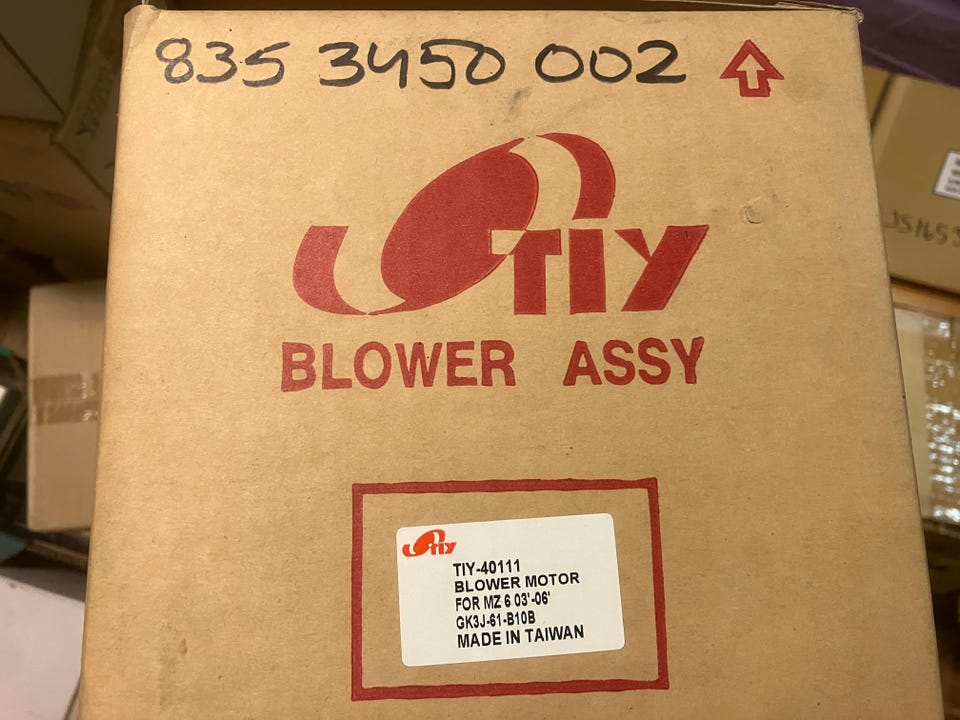 835 3450 002
TIY
BLOWER ASSY
TIY
TIY-40111
BLOWER MOTOR
FOR MZ 6 03'-06'
GK3J-61-B10B
MADE IN TAIWAN